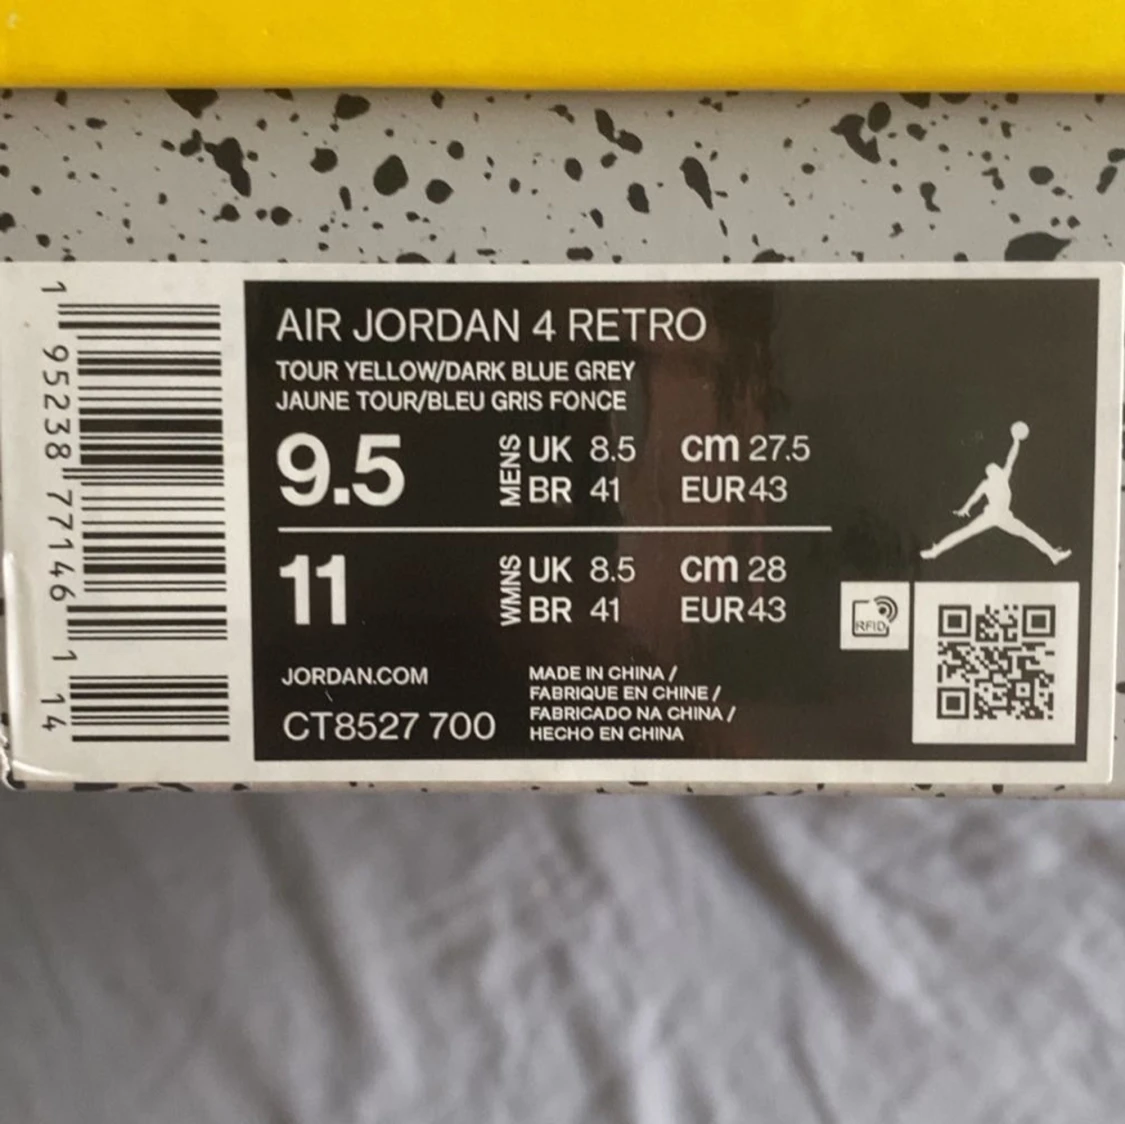 AIR JORDAN 4 RETRO
TOUR YELLOW/DARK BLUE GREY
JAUNE TOUR/BLEU GRIS FONCE
9.5 MENS UK 8.5 cm 27.5
BR 41 EUR 43
11 WMNS UK 8.5 cm 28
BR 41 EUR 43
RFID
JORDAN.COM
CT8527 700
MADE IN CHINA /
FABRIQUE EN CHINE /
FABRICADO NA CHINA /
HECHO EN CHINA
1 95238 77146 1 14